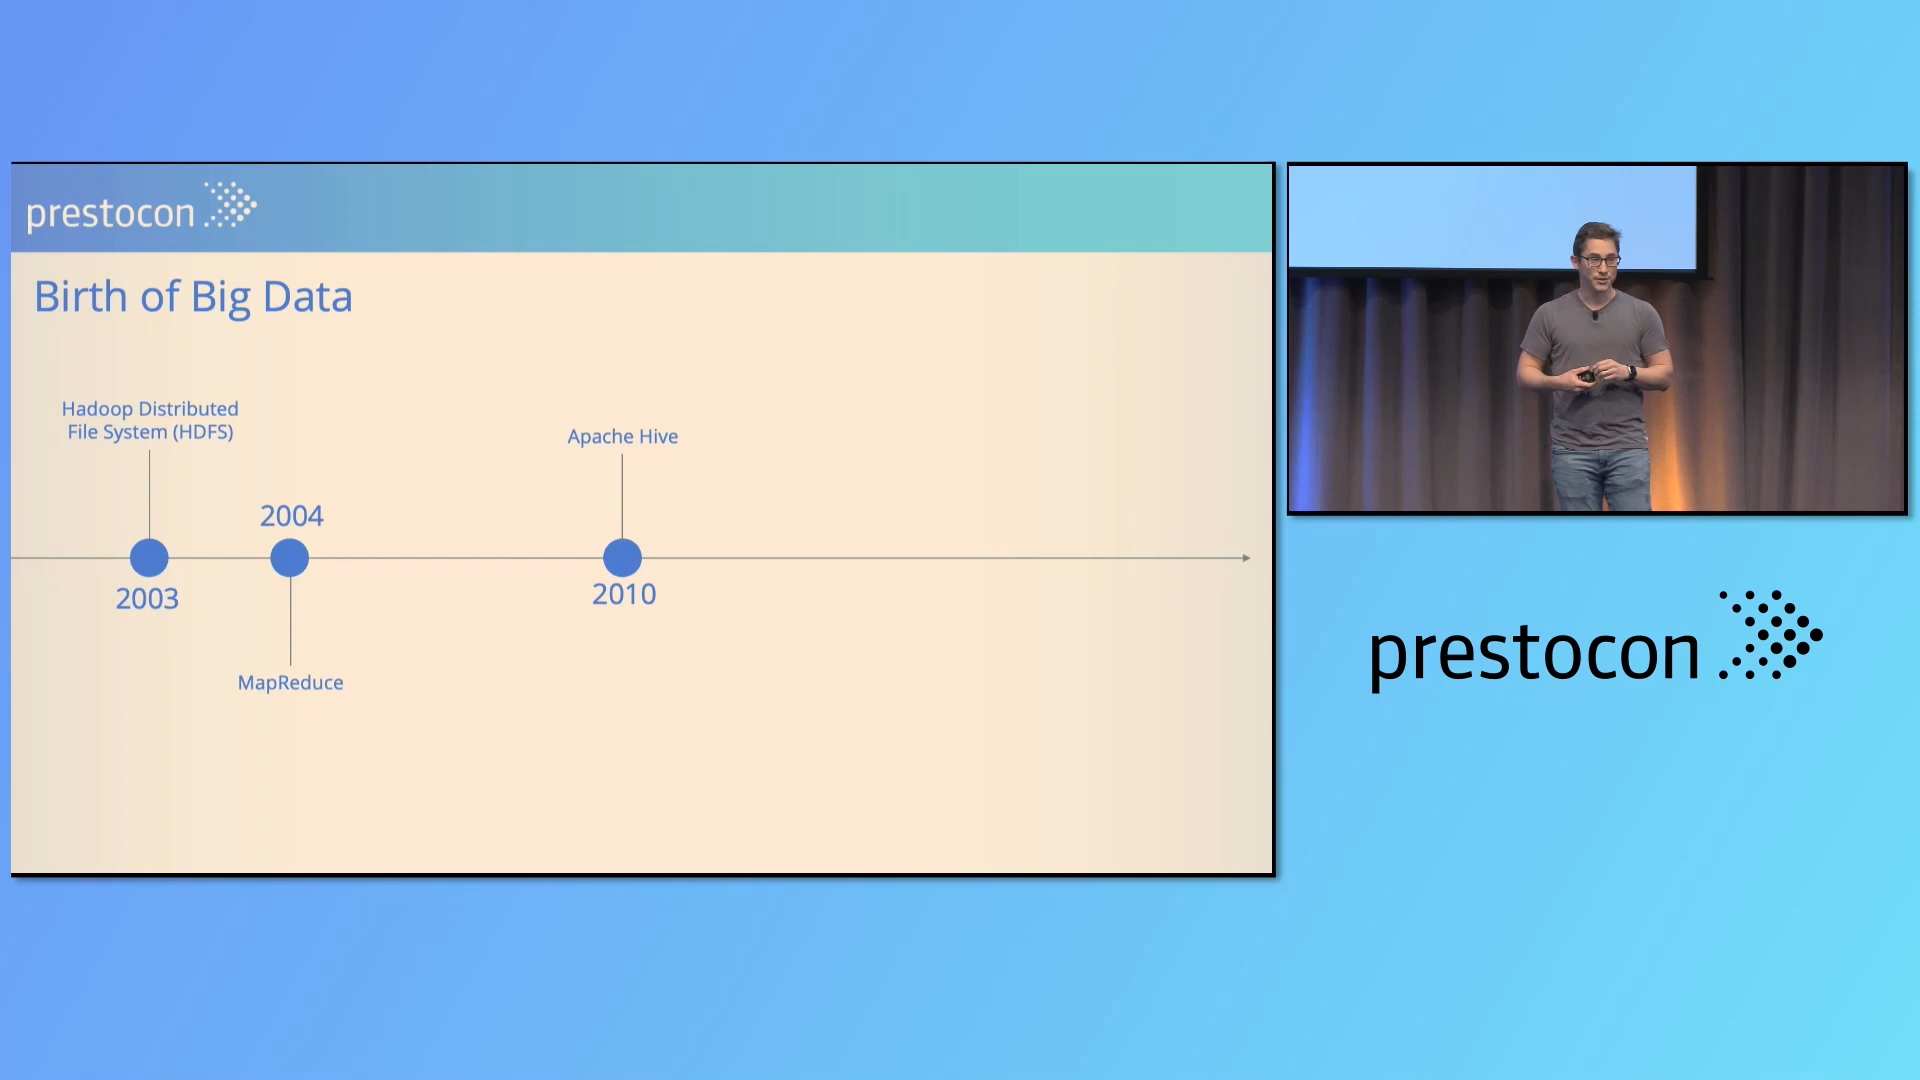 prestocon
Birth of Big Data
Hadoop Distributed
File System (HDFS)
Apache Hive
2004
2003
2010
MapReduce
prestocon